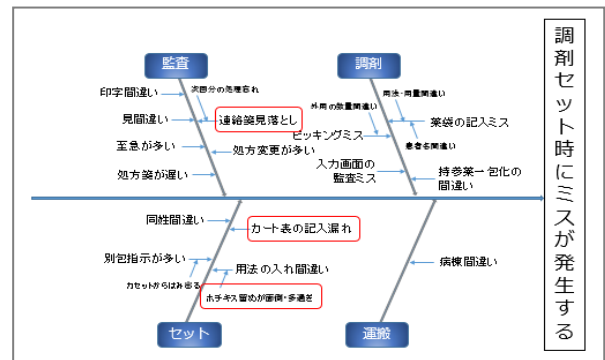 監査
調剤
印字間違い
次回分の処理忘れ
見間違い
連絡箋見落とし
至急が多い
処方変更が多い
処方箋が遅い
用法・用量間違い
外用の数量間違い
薬袋の記入ミス
ピッキングミス
患者名間違い
入力画面の
監査ミス
持参薬一包化の
間違い
同姓間違い
カート表の記入漏れ
別包指示が多い
用法の入れ間違い
カセットからはみ出る
ホチキス留めが面倒・多過ぎ
病棟間違い
セット
運搬
調剤セット時にミスが発生する